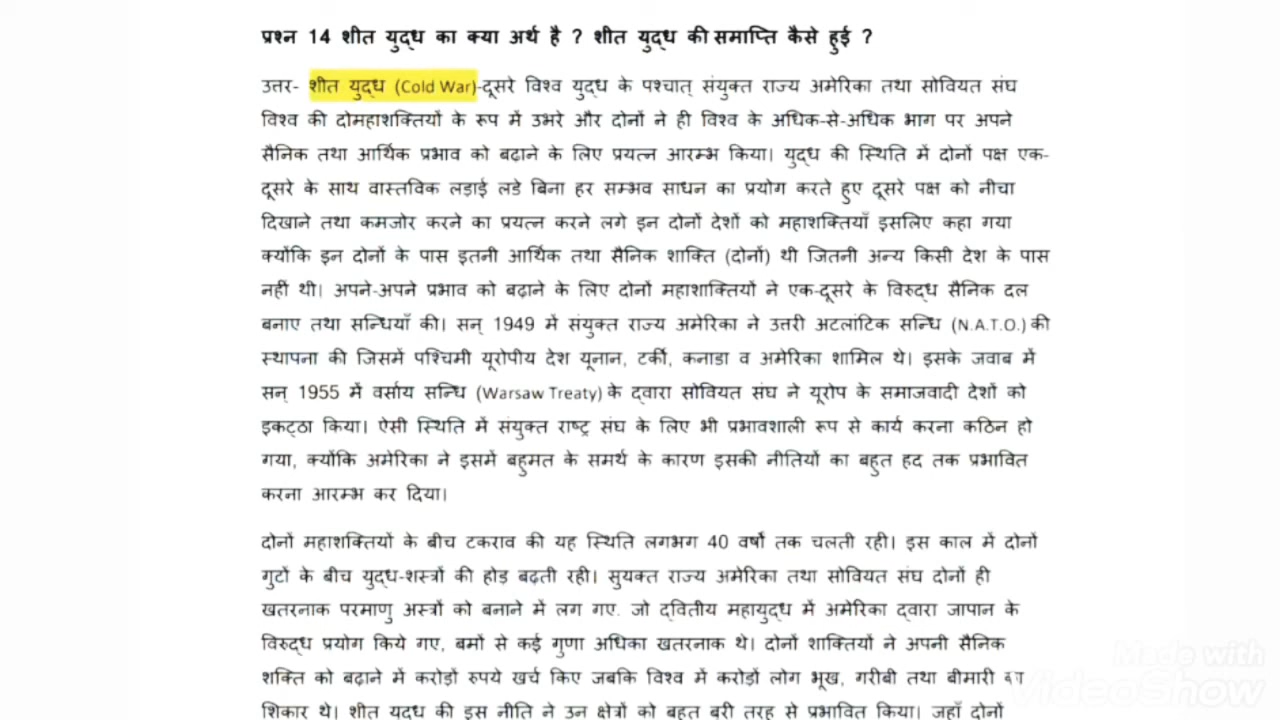 प्रश्न 14 शीत युद्ध का क्या अर्थ है ? शीत युद्ध की समाप्ति कैसे हुई ?
उत्तर- शीत युद्ध (Cold War)-दूसरे विश्व युद्ध के पश्चात् संयुक्त राज्य अमेरिका तथा सोवियत संघ
विश्व की दोमहाशक्तियों के रूप में उभरे और दोनों ने ही विश्व के अधिक-से-अधिक भाग पर अपने
सैनिक तथा आर्थिक प्रभाव को बढ़ाने के लिए प्रयत्न आरम्भ किया। युद्ध की स्थिति में दोनों पक्ष एक-
दूसरे के साथ वास्तविक लड़ाई लडे बिना हर सम्भव साधन का प्रयोग करते हुए दूसरे पक्ष को नीचा
दिखाने तथा कमजोर करने का प्रयत्न करने लगे इन दोनों देशों को महाशक्तियाँ इसलिए कहा गया
क्योंकि इन दोनों के पास इतनी आर्थिक तथा सैनिक शाक्ति (दोनों) थी जितनी अन्य किसी देश के पास
नहीं थी। अपने-अपने प्रभाव को बढ़ाने के लिए दोनों महाशाक्तियों ने एक-दूसरे के विरुद्ध सैनिक दल
बनाए तथा सन्धियाँ की। सन् 1949 में संयुक्त राज्य अमेरिका ने उत्तरी अटलांटिक सन्धि (N.A.T.O.) की
स्थापना की जिसमें पश्चिमी यूरोपीय देश यूनान, टर्की, कनाडा व अमेरिका शामिल थे। इसके जवाब में
सन् 1955 में वर्साय सन्धि (Warsaw Treaty) के द्वारा सोवियत संघ ने यूरोप के समाजवादी देशों को
इकट्ठा किया। ऐसी स्थिति में संयुक्त राष्ट्र संघ के लिए भी प्रभावशाली रूप से कार्य करना कठिन हो
गया, क्योंकि अमेरिका ने इसमें बहुमत के समर्थ के कारण इसकी नीतियों का बहुत हद तक प्रभावित
करना आरम्भ कर दिया।
दोनों महाशक्तियों के बीच टकराव की यह स्थिति लगभग 40 वर्षों तक चलती रही। इस काल में दोनों
गुटों के बीच युद्ध-शस्त्रों की होड़ बढ़ती रही। सुयक्त राज्य अमेरिका तथा सोवियत संघ दोनों ही
खतरनाक परमाणु अस्त्रों को बनाने में लग गए. जो द्वितीय महायुद्ध में अमेरिका द्वारा जापान के
विरुद्ध प्रयोग किये गए, बमों से कई गुणा अधिका खतरनाक थे। दोनों शाक्तियों ने अपनी सैनिक
शक्ति को बढ़ाने में करोड़ो रुपये खर्च किए जबकि विश्व में करोड़ों लोग भूख, गरीबी तथा बीमारी का
शिकार थे। शीत युद्ध की इस नीति ने उन क्षेत्रों को बहुत बुरी तरह से प्रभावित किया। जहाँ दोनों
Made with
VideoShow